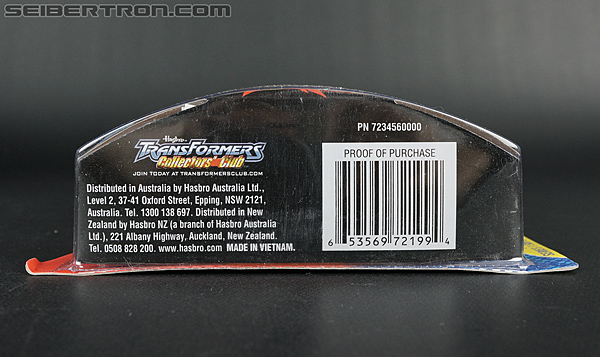 SEIBERTRON.COM
PN 7234560000
Hasbro
TRANSFORMERS
Collectors' Club
JOIN TODAY AT TRANSFORMERSCLUB.COM
Distributed in Australia by Hasbro Australia Ltd.,
Level 2, 37-41 Oxford Street, Epping, NSW 2121,
Australia. Tel. 1300 138 697. Distributed in New
Zealand by Hasbro NZ (a branch of Hasbro Australia
Ltd.), 221 Albany Highway, Auckland, New Zealand.
Tel. 0508 828 200. www.hasbro.com MADE IN VIETNAM.
PROOF OF PURCHASE
6 53569 72199 4